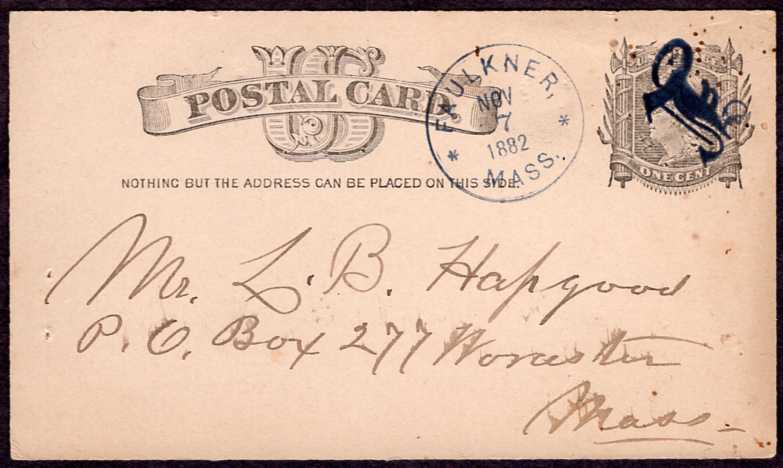 US
POSTAL CARD
FAULKNER,
NOV
7
1882
MASS.
ONE CENT
NOTHING BUT THE ADDRESS CAN BE PLACED ON THIS SIDE.
Mr. L. B. Hapgood
P. O. Box 277 Worcester
Mass.